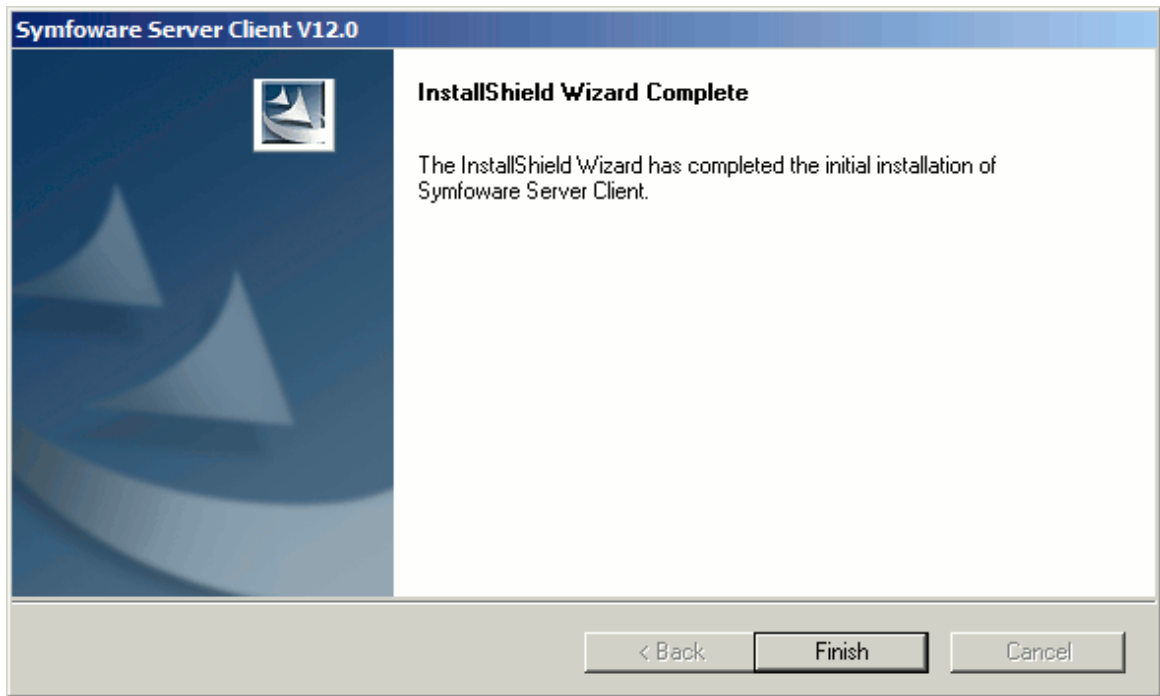 Symfoware Server Client V12.0
InstallShield Wizard Complete
The InstallShield Wizard has completed the initial installation of
Symfoware Server Client.
< Back
Finish
Cancel